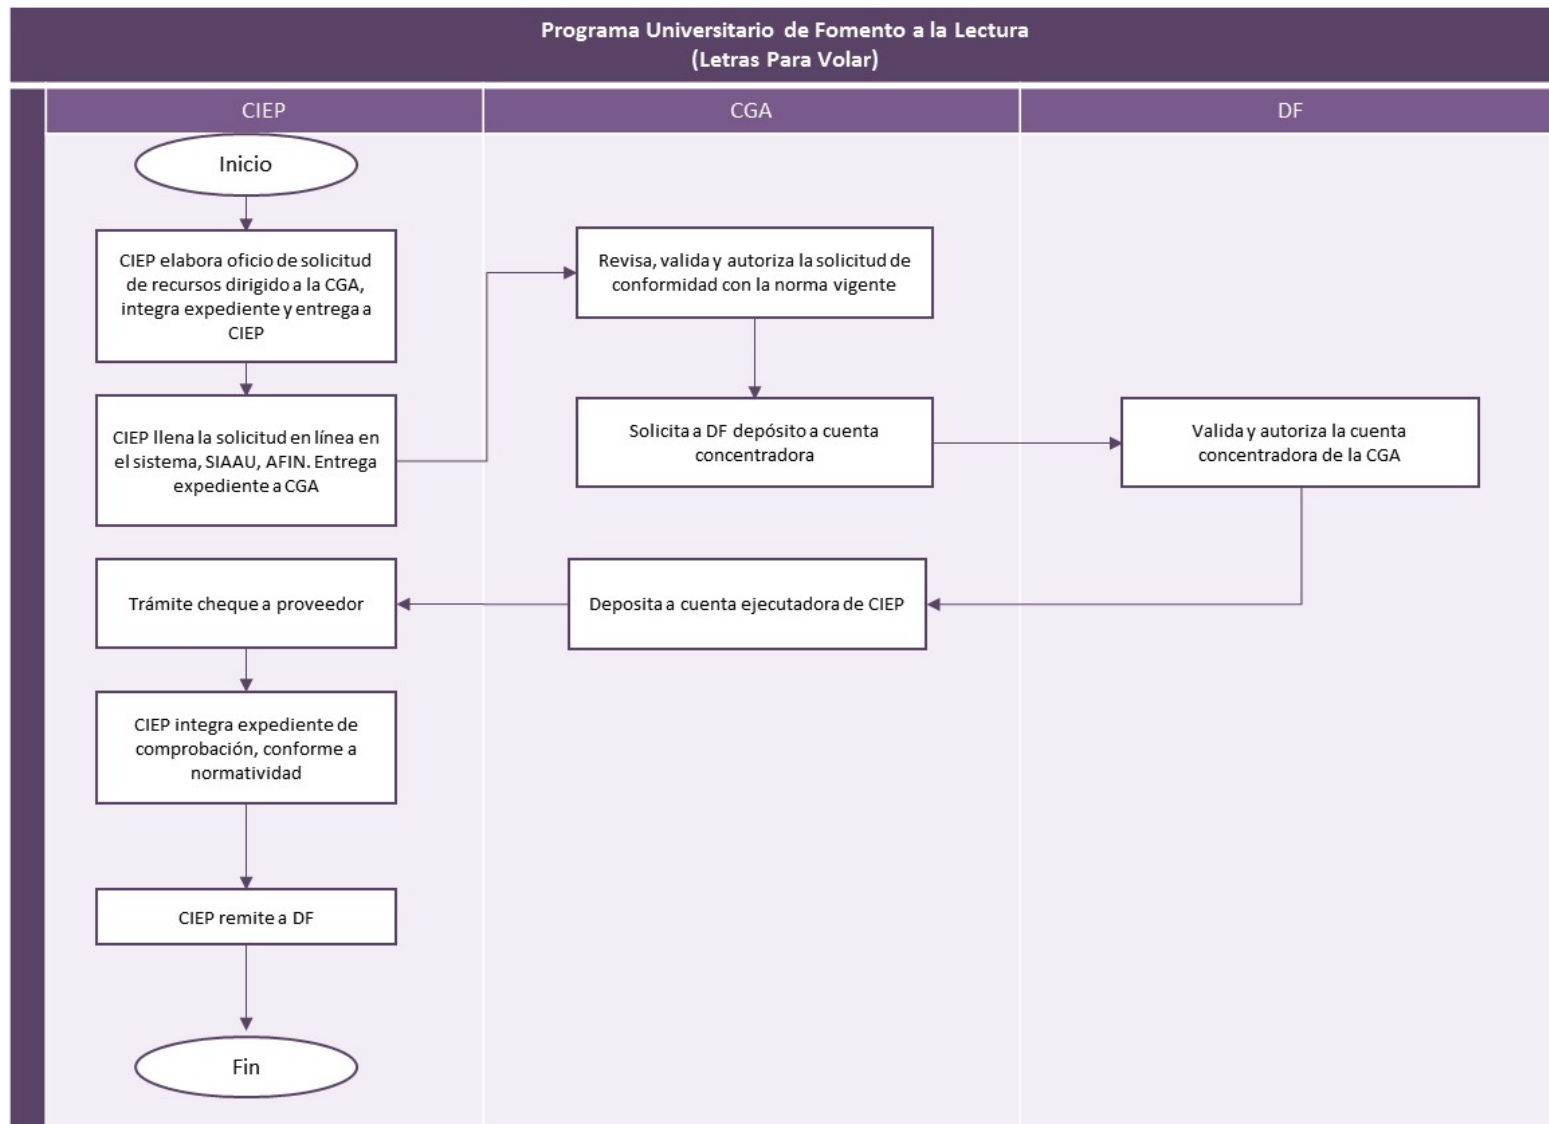 Programa Universitario de Fomento a la Lectura
(Letras Para Volar)
CIEP
CGA
DF
Inicio
CIEP elabora oficio de solicitud
de recursos dirigido a la CGA,
integra expediente y entrega a
CIEP
Revisa, valida y autoriza la solicitud de
conformidad con la norma vigente
CIEP llena la solicitud en línea en
el sistema, SIAAU, AFIN. Entrega
expediente a CGA
Solicita a DF depósito a cuenta
concentradora
Valida y autoriza la cuenta
concentradora de la CGA
Trámite cheque a proveedor
Deposita a cuenta ejecutadora de CIEP
CIEP integra expediente de
comprobación, conforme a
normatividad
CIEP remite a DF
Fin